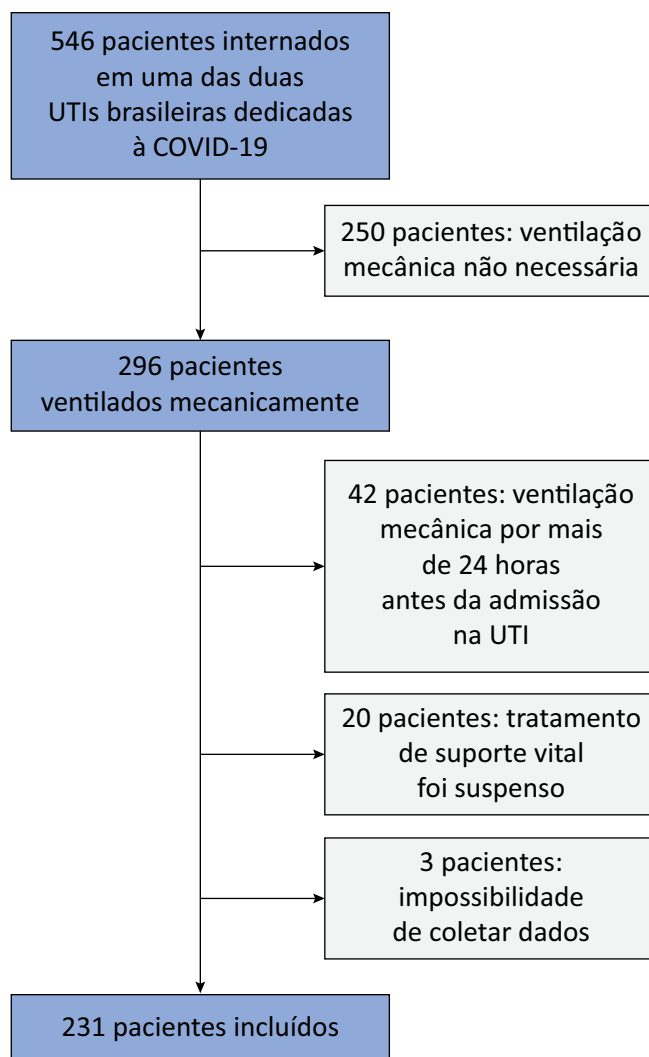 546 pacientes internados
em uma das duas
UTIs brasileiras dedicadas
à COVID-19
250 pacientes: ventilação
mecânica não necessária
296 pacientes
ventilados mecanicamente
42 pacientes: ventilação
mecânica por mais
de 24 horas
antes da admissão
na UTI
20 pacientes: tratamento
de suporte vital
foi suspenso
3 pacientes:
impossibilidade
de coletar dados
231 pacientes incluídos